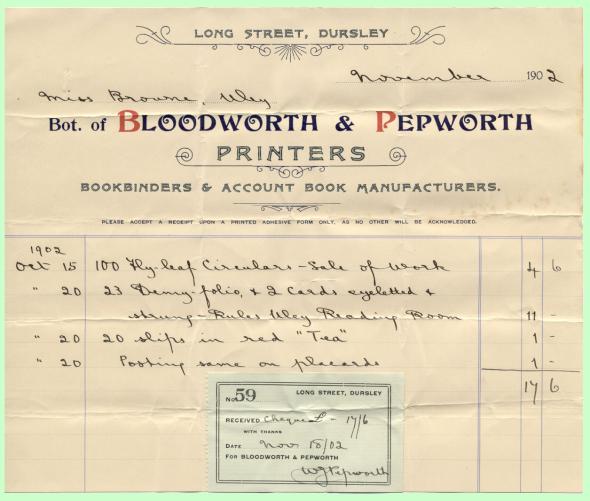 LONG STREET, DURSLEY
November 1902
Miss Browne, Uley
Bot. of BLOODWORTH & PEPWORTH
PRINTERS
BOOKBINDERS & ACCOUNT BOOK MANUFACTURERS.
PLEASE ACCEPT A RECEIPT UPON A PRINTED ADHESIVE FORM ONLY, AS NO OTHER WILL BE ACKNOWLEDGED.
1902
Oct 15 100 Fly-leaf Circulars - Sale of Work 4 6
" 20 23 Demy-folio, & 2 Cards eyeletted &
strung - Rules Uley Reading Room 11 -
" 20 20 slips in red "Tea" 1 -
" 20 Posting same on placards 1 -
17 6
No 59 LONG STREET, DURSLEY
RECEIVED Cheque £ - 17/6
WITH THANKS
DATE Nov 18/02
FOR BLOODWORTH & PEPWORTH
WJ Pepworth